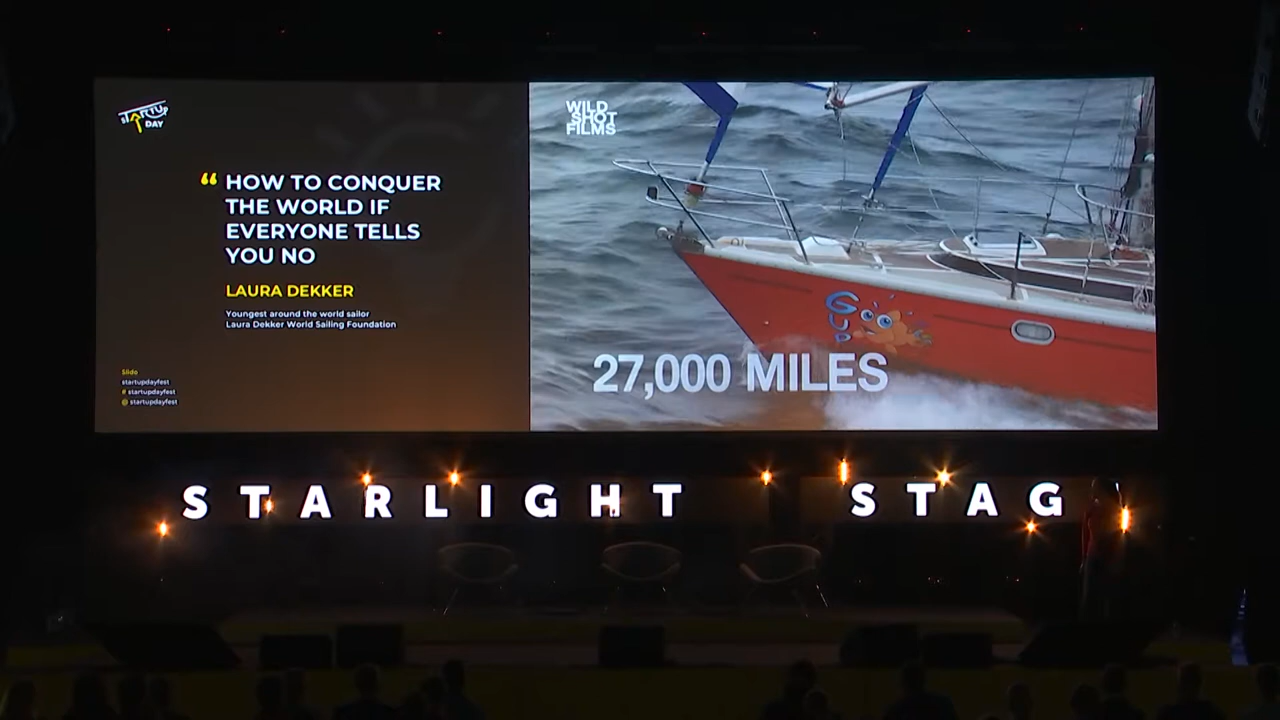 STARTUP
DAY
“ HOW TO CONQUER
THE WORLD IF
EVERYONE TELLS
YOU NO
LAURA DEKKER
Youngest around the world sailor
Laura Dekker World Sailing Foundation
Slido
startupdayfest
# startupdayfest
startupdayfest
WILD
SHOT
FILMS
GUP
27,000 MILES
STARLIGHT STAG